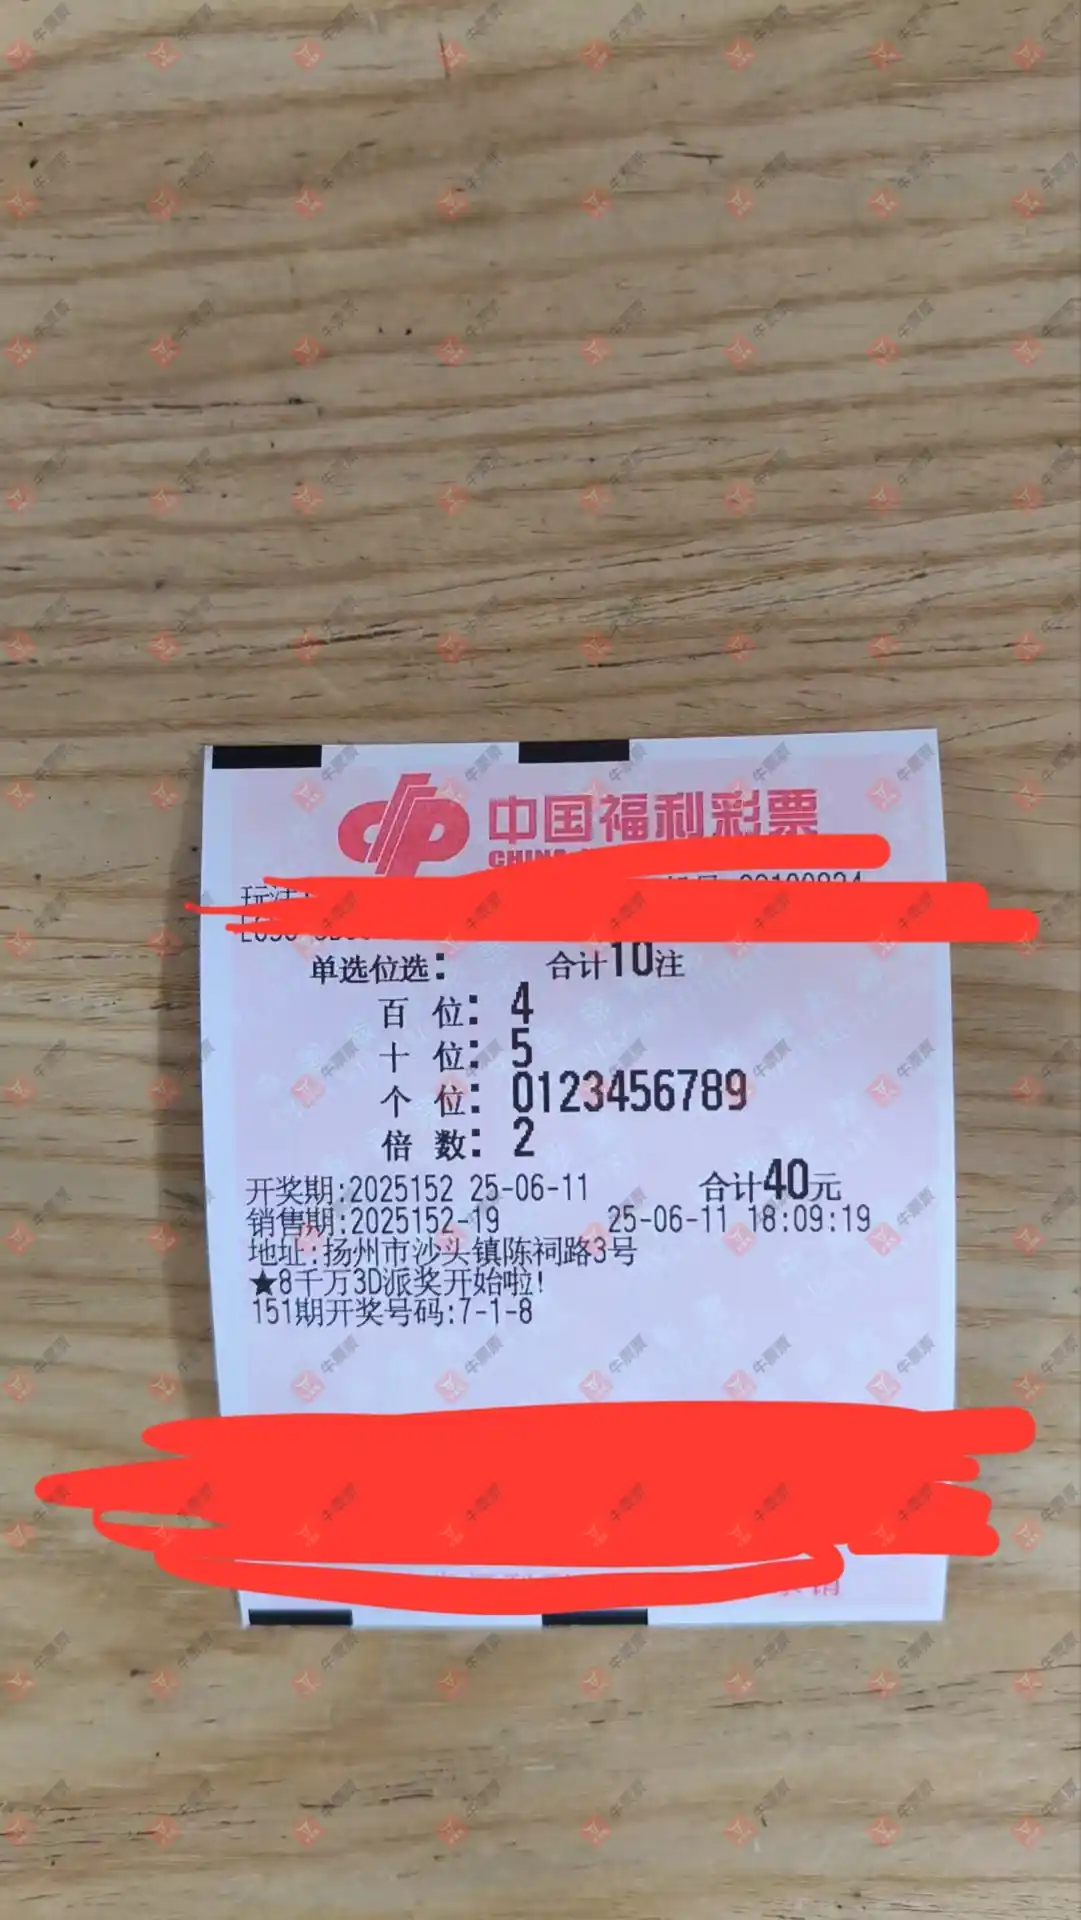 中国福利彩票
单选位选: 合计10注
百 位: 4
十 位: 5
个 位: 0123456789
倍 数: 2
开奖期:2025152 25-06-11 合计40元
销售期:2025152-19 25-06-11 18:09:19
地址:扬州市沙头镇陈祠路3号
★8千万3D派奖开始啦!
151期开奖号码:7-1-8
牛票票